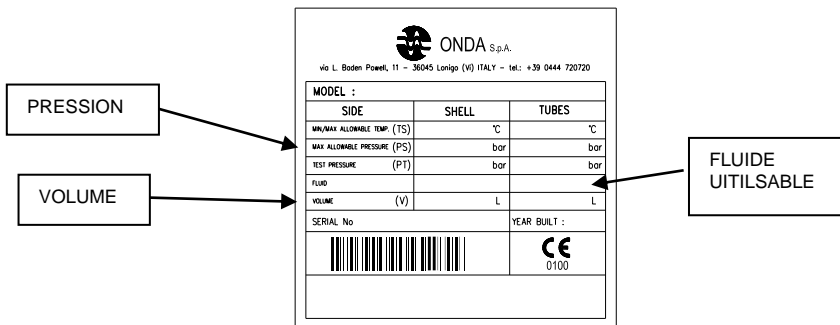 ONDA S.p.A.
via L. Baden Powell, 11 – 36045 Lonigo (Vi) ITALY – tel.: +39 0444 720720
MODEL :
SIDE SHELL TUBES
MIN/MAX ALLOWABLE TEMP. (TS) °C °C
MAX ALLOWABLE PRESSURE (PS) bar bar
TEST PRESSURE (PT) bar bar
FLUID
VOLUME (V) L L
SERIAL No YEAR BUILT :
CE
0100
PRESSION
VOLUME
FLUIDE
UITILSABLE